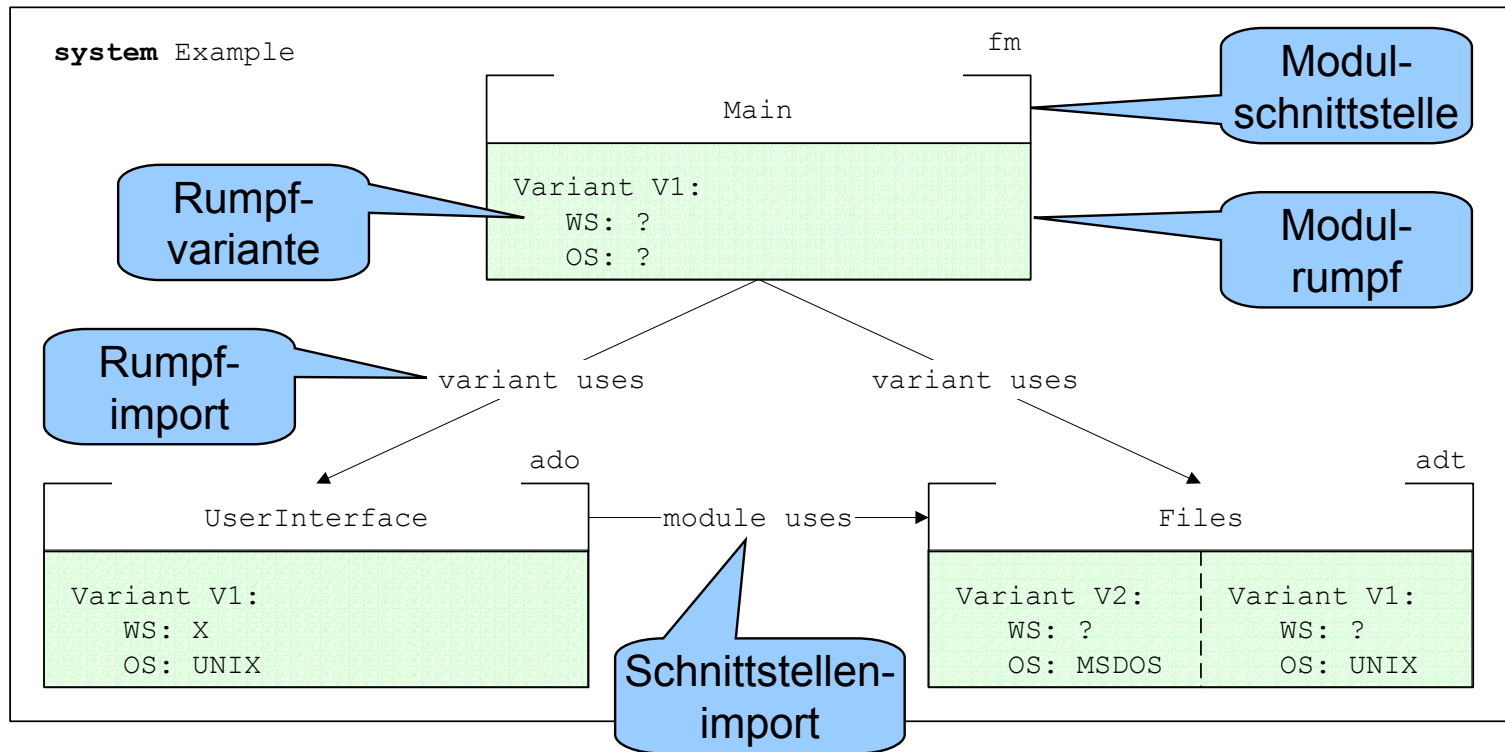 system Example
fm
Main
Modul-
schnittstelle
Variant V1:
WS: ?
OS: ?
Rumpf-
variante
Modul-
rumpf
Rumpf-
import
variant uses
variant uses
ado
adt
UserInterface
module uses
Files
Variant V1:
WS: X
OS: UNIX
Variant V2:
WS: ?
OS: MSDOS
Variant V1:
WS: ?
OS: UNIX
Schnittstellen-
import